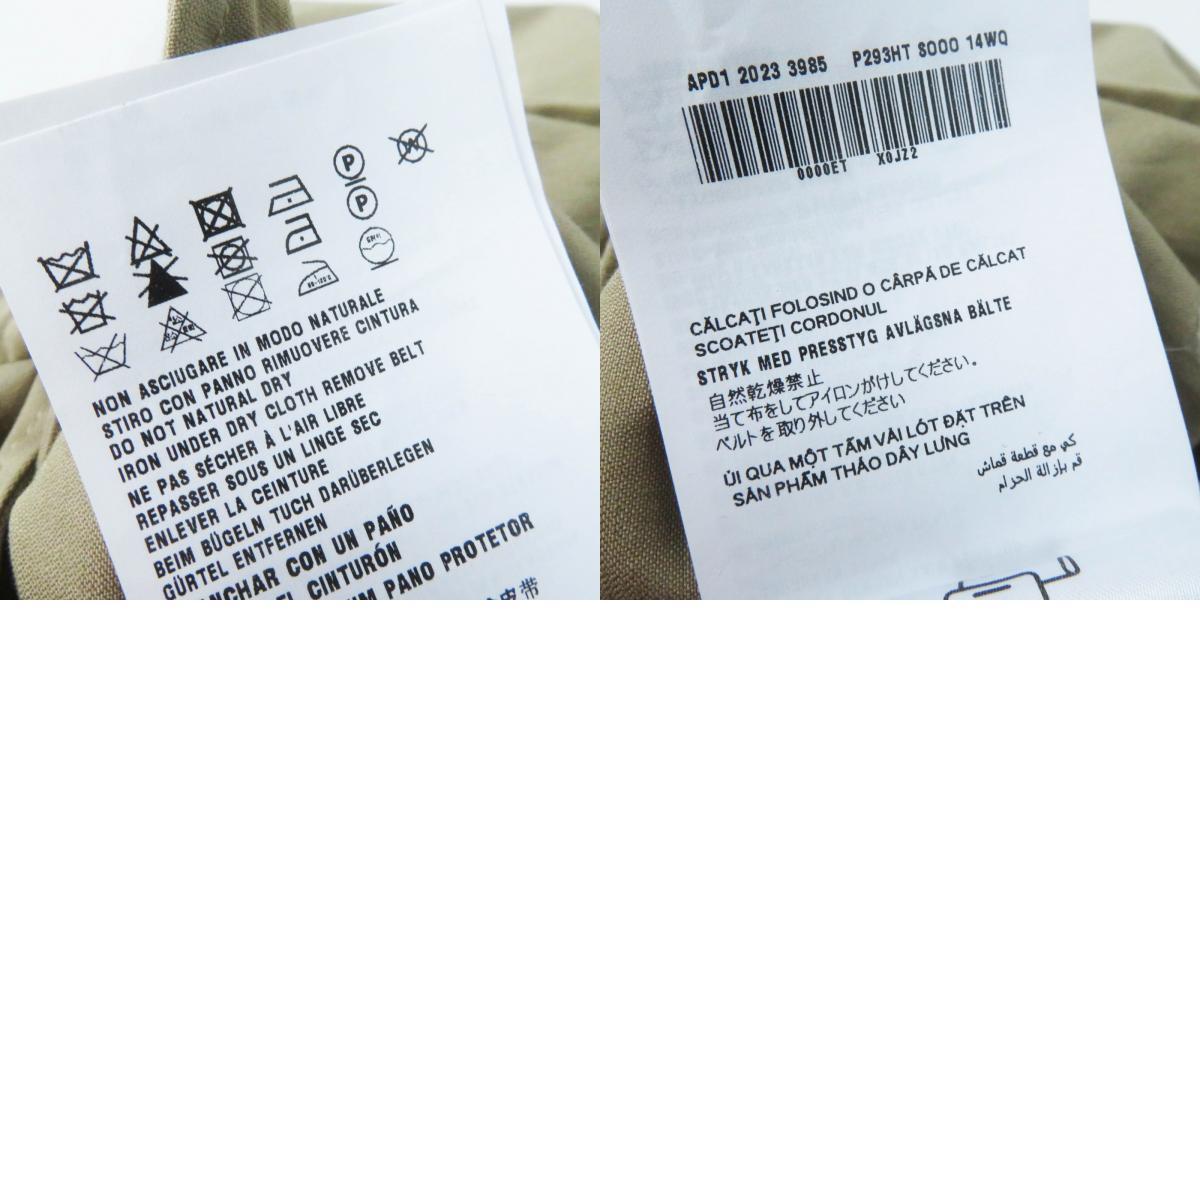 NON ASCIUGARE IN MODO NATURALE
STIRO CON PANNO RIMUOVERE CINTURA
DO NOT NATURAL DRY
IRON UNDER DRY CLOTH REMOVE BELT
NE PAS SÉCHER À L'AIR LIBRE
REPASSER SOUS UN LINGE SEC
ENLEVER LA CEINTURE
BEIM BÜGELN TUCH DARÜBERLEGEN
GÜRTEL ENTFERNEN
CON UN PAÑO
CINTURÓN
PANO PROTETOR
皮带
APD1 2023 3985 P293HT S000 14WQ
0000ET X0JZ2
CĂLCAŢI FOLOSIND O CÂRPĂ DE CĂLCAT
SCOATEŢI CORDONUL
STRYK MED PRESSTYG AVLÄGSNA BÄLTE
自然乾燥禁止
当て布をしてアイロンがけしてください。
ベルトを取り外してください
ỦI QUA MỘT TẤM VẢI LÓT ĐẶT TRÊN
SẢN PHẨM THÁO DÂY LƯNG
كي مع قطعة قماش
قم بإزالة الحزام